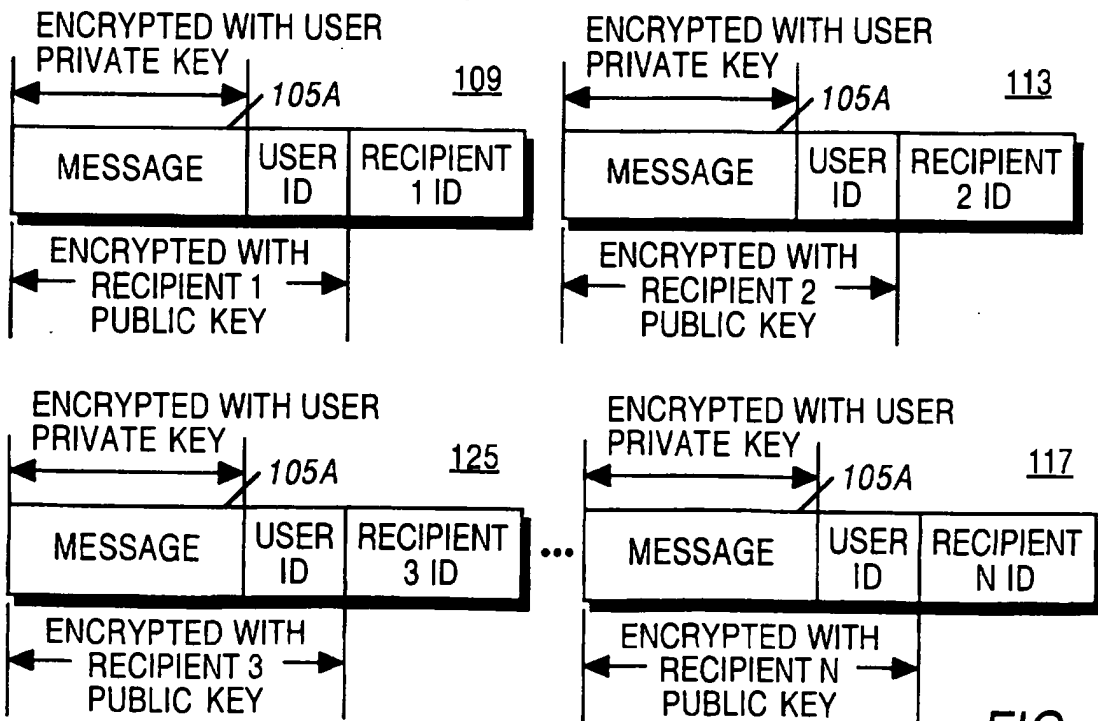 ENCRYPTED WITH USER
PRIVATE KEY
105A
109
MESSAGE
USER
ID
RECIPIENT
1 ID
ENCRYPTED WITH
RECIPIENT 1
PUBLIC KEY
ENCRYPTED WITH USER
PRIVATE KEY
105A
113
MESSAGE
USER
ID
RECIPIENT
2 ID
ENCRYPTED WITH
RECIPIENT 2
PUBLIC KEY
ENCRYPTED WITH USER
PRIVATE KEY
105A
125
MESSAGE
USER
ID
RECIPIENT
3 ID
ENCRYPTED WITH
RECIPIENT 3
PUBLIC KEY
...
ENCRYPTED WITH USER
PRIVATE KEY
105A
117
MESSAGE
USER
ID
RECIPIENT
N ID
ENCRYPTED WITH
RECIPIENT N
PUBLIC KEY
FIG